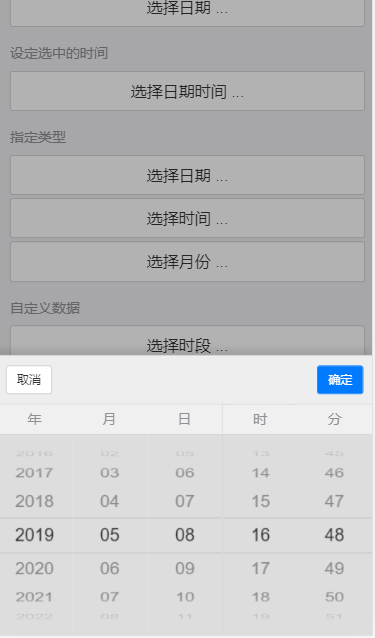 选择日期 ...
设定选中的时间
选择日期时间 ...
指定类型
选择日期 ...
选择时间 ...
选择月份 ...
自定义数据
选择时段 ...
取消 确定
年 月 日 时 分
2016 02 05 13 45
2017 03 06 14 46
2018 04 07 15 47
2019 05 08 16 48
2020 06 09 17 49
2021 07 10 18 50
2022 08 11 19 51